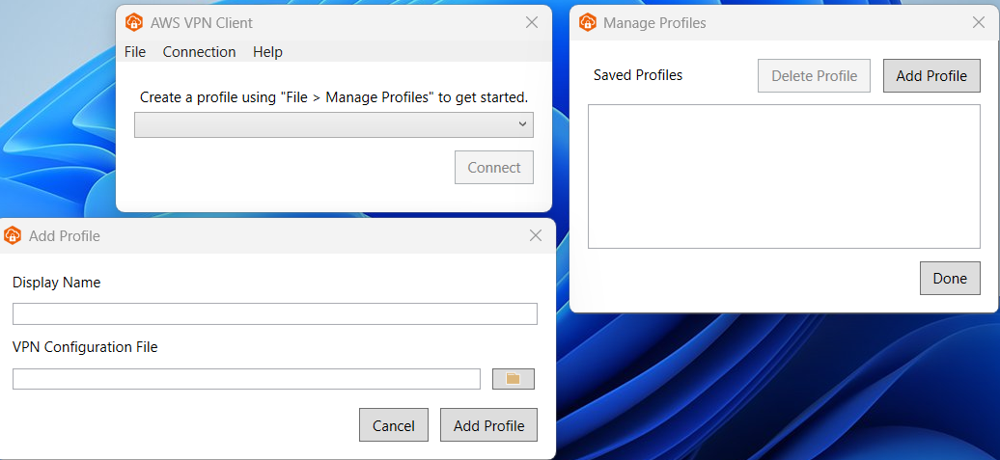 AWS VPN Client
File Connection Help
Create a profile using "File > Manage Profiles" to get started.
Connect
Manage Profiles
Saved Profiles Delete Profile Add Profile
Done
Add Profile
Display Name
VPN Configuration File
Cancel Add Profile